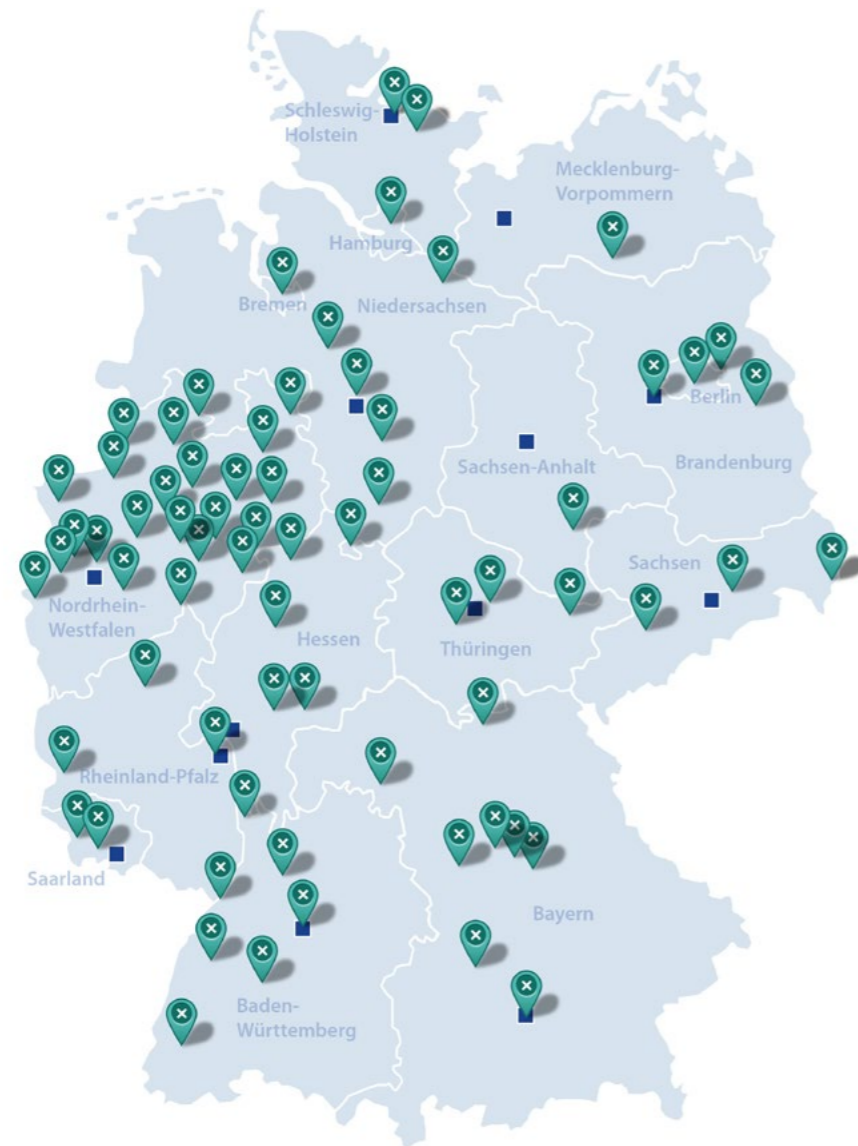 Schleswig-
Holstein
Mecklenburg-
Vorpommern
Hamburg
Bremen
Niedersachsen
Berlin
Sachsen-Anhalt
Brandenburg
Sachsen
Nordrhein-
Westfalen
Hessen
Thüringen
Rheinland-Pfalz
Saarland
Bayern
Baden-
Württemberg